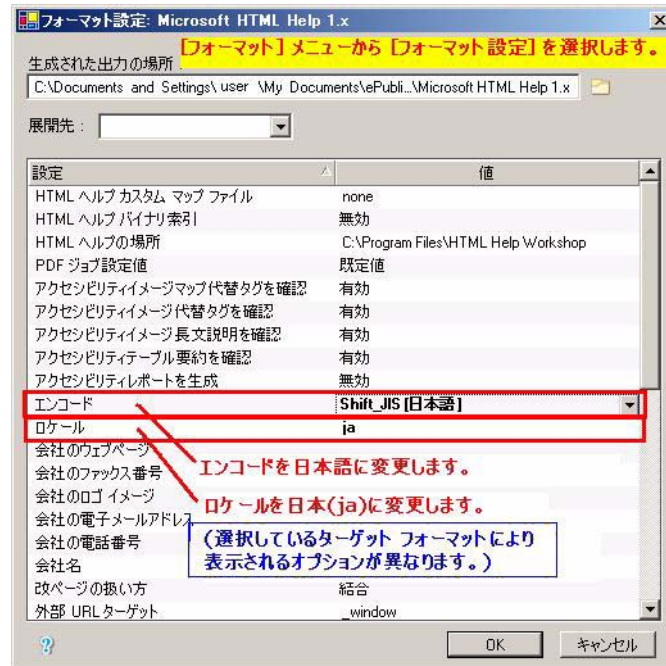 フォーマット設定: Microsoft HTML Help 1.x
[フォーマット] メニューから [フォーマット 設定] を選択します。
生成された出力の場所 :
C:\Documents and Settings\ user \My Documents\ePubli...\Microsoft HTML Help 1.x
展開先 :
設定 値
HTML ヘルプ カスタム マップ ファイル none
HTML ヘルプ バイナリ索引 無効
HTML ヘルプの場所 C:\Program Files\HTML Help Workshop
PDF ジョブ設定値 既定値
アクセシビリティイメージマップ代替タグを確認 有効
アクセシビリティイメージ代替タグを確認 有効
アクセシビリティイメージ長文説明を確認 有効
アクセシビリティテーブル要約を確認 有効
アクセシビリティレポートを生成 無効
エンコード Shift_JIS [日本語]
ロケール ja
会社のウェブページ
会社のファックス番号 エンコードを日本語に変更します。
会社のロゴ イメージ
ロケールを日本(ja)に変更します。
会社の電子メールアドレス
会社の電話番号 (選択しているターゲット フォーマットにより
会社名 表示されるオプションが異なります。)
改ページの扱い方 結合
外部 URL ターゲット _window
? OK キャンセル